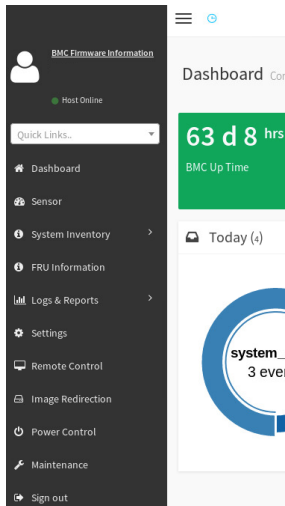 BMC Firmware Information
Host Online
Quick Links..
Dashboard
Sensor
System Inventory
FRU Information
Logs & Reports
Settings
Remote Control
Image Redirection
Power Control
Maintenance
Sign out
Dashboard
63 d 8 hrs
BMC Up Time
Today (4)
system_
3 eve